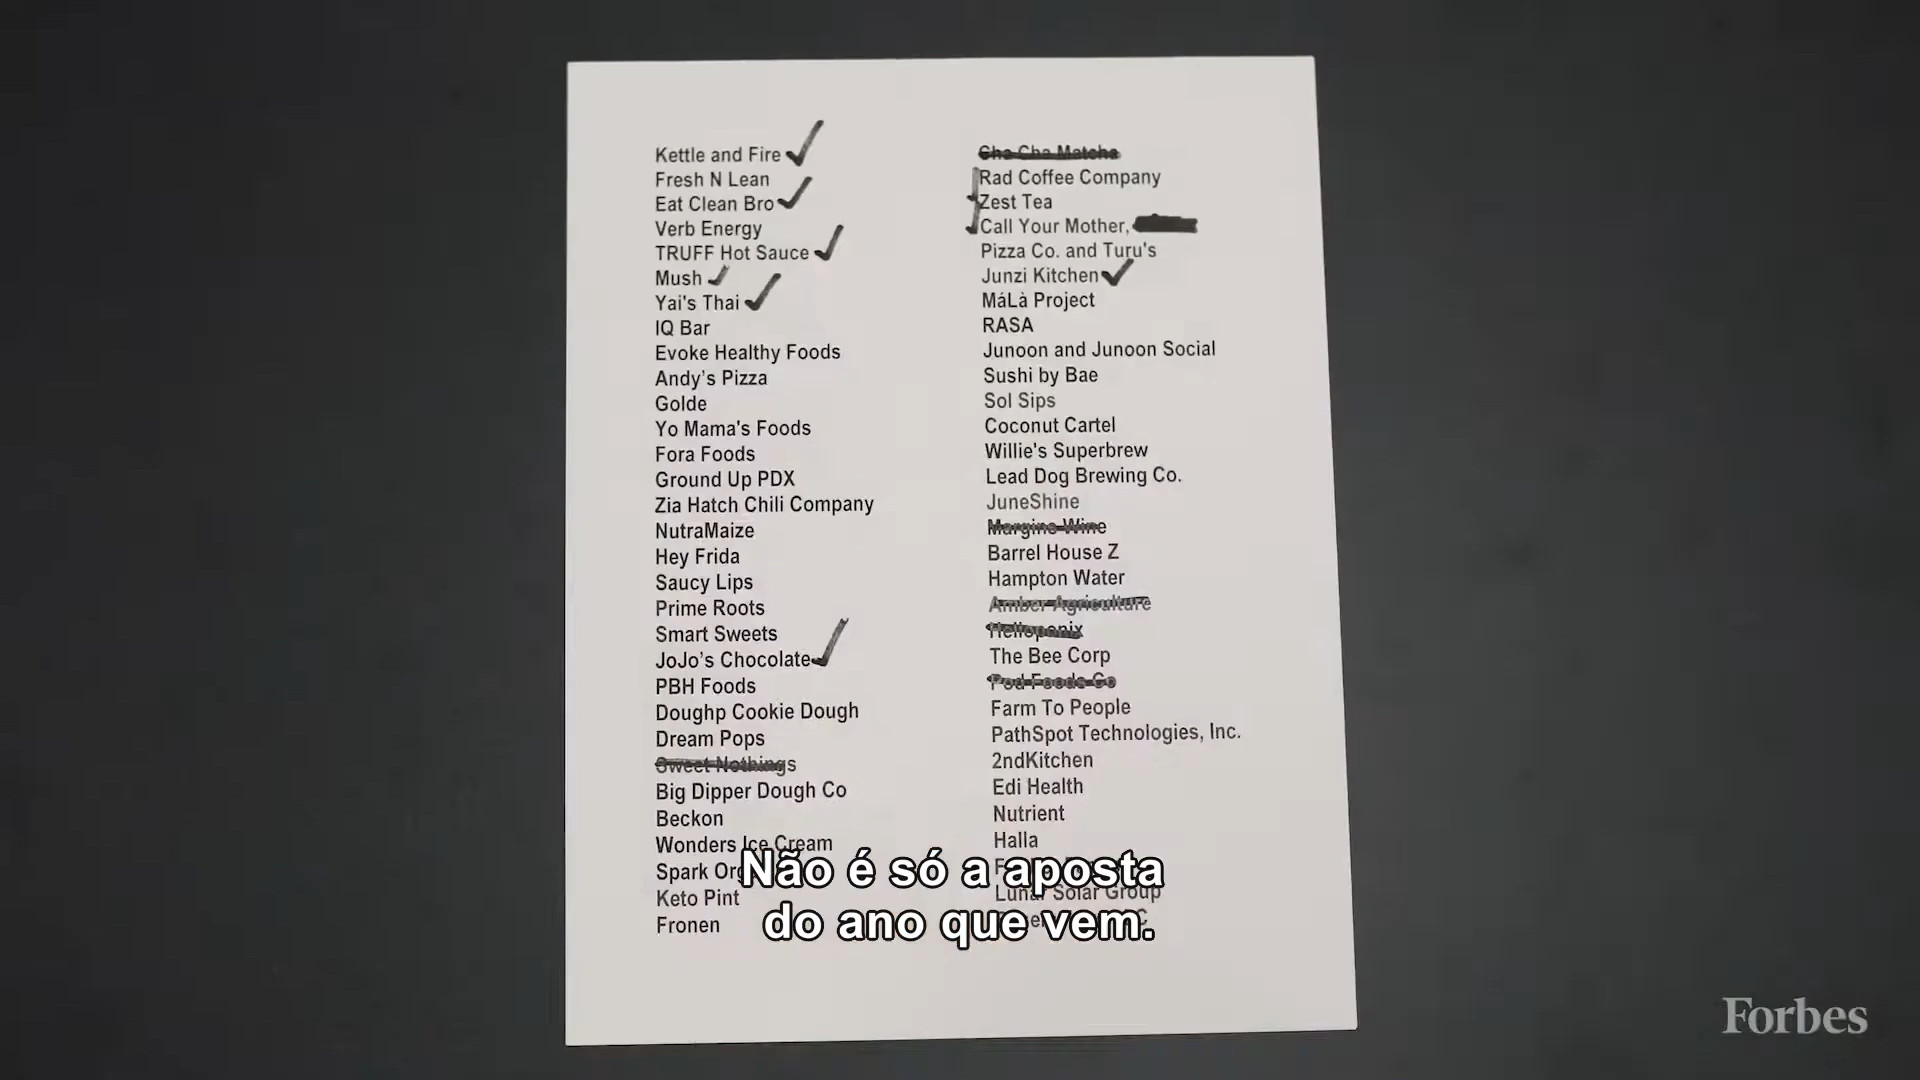 Kettle and Fire
Fresh N Lean
Eat Clean Bro
Verb Energy
TRUFF Hot Sauce
Mush
Yai's Thai
IQ Bar
Evoke Healthy Foods
Andy's Pizza
Golde
Yo Mama's Foods
Fora Foods
Ground Up PDX
Zia Hatch Chili Company
NutraMaize
Hey Frida
Saucy Lips
Prime Roots
Smart Sweets
JoJo's Chocolate
PBH Foods
Doughp Cookie Dough
Dream Pops
Sweet Nothings
Big Dipper Dough Co
Beckon
Wonders Ice Cream
Spark
Keto Pint
Fronen
Cha Cha Matcha
Rad Coffee Company
Zest Tea
Call Your Mother,
Pizza Co. and Turu's
Junzi Kitchen
MáLà Project
RASA
Junoon and Junoon Social
Sushi by Bae
Sol Sips
Coconut Cartel
Willie's Superbrew
Lead Dog Brewing Co.
JuneShine
Margins Wine
Barrel House Z
Hampton Water
Amber Agriculture
Helioponix
The Bee Corp
Pod Foods Co
Farm To People
PathSpot Technologies, Inc.
2ndKitchen
Edi Health
Nutrient
Halla
Lunar Solar Group
Não é só a aposta
do ano que vem.
Forbes